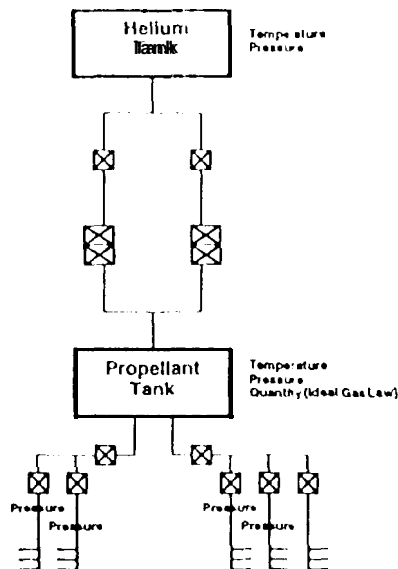 Helium
Tank
Temperature
Pressure
Propellant
Tank
Temperature
Pressure
Quantity (Ideal Gas Law)
Pressure
Pressure
Pressure
Pressure